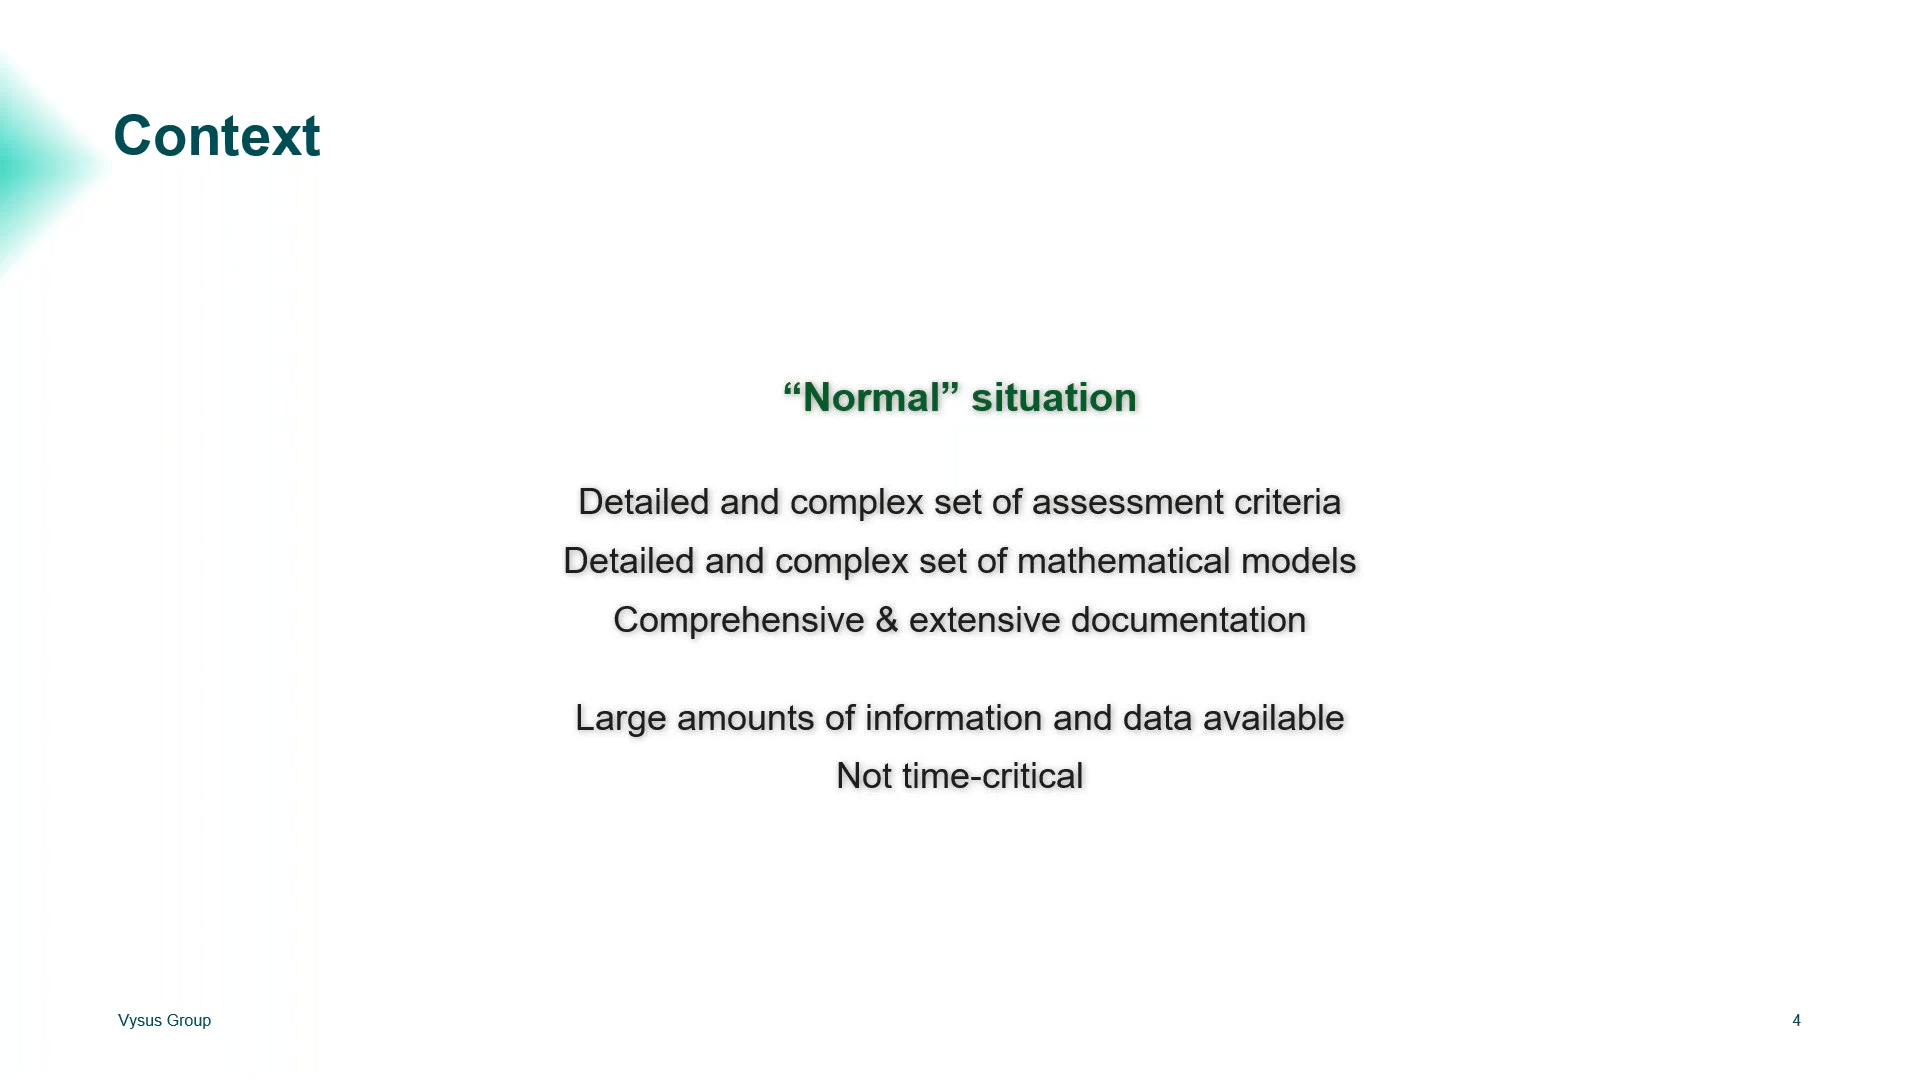 Context
“Normal” situation
Detailed and complex set of assessment criteria
Detailed and complex set of mathematical models
Comprehensive & extensive documentation
Large amounts of information and data available
Not time-critical
Vysus Group
4